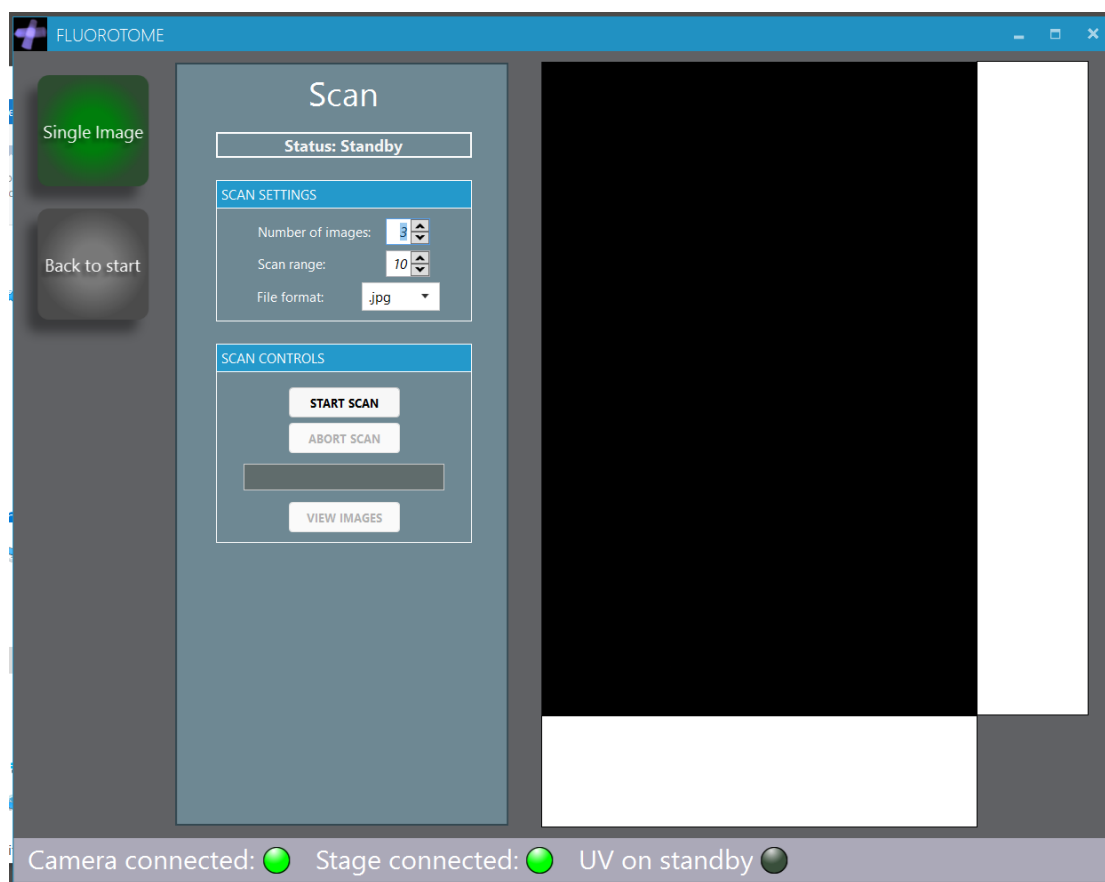 FLUOROTOME
Single Image
Back to start
Scan
Status: Standby
SCAN SETTINGS
Number of images: 3
Scan range: 10
File format: .jpg
SCAN CONTROLS
START SCAN
ABORT SCAN
VIEW IMAGES
Camera connected: Stage connected: UV on standby